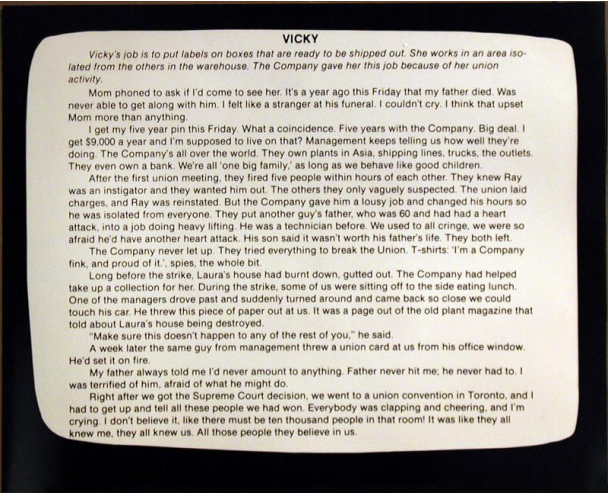 VICKY
Vicky's job is to put labels on boxes that are ready to be shipped out. She works in an area iso-
lated from the others in the warehouse. The Company gave her this job because of her union
activity.
Mom phoned to ask if I'd come to see her. It's a year ago this Friday that my father died. Was
never able to get along with him. I felt like a stranger at his funeral. I couldn't cry. I think that upset
Mom more than anything.
I get my five year pin this Friday. What a coincidence. Five years with the Company. Big deal. I
get $9,000 a year and I'm supposed to live on that? Management keeps telling us how well they're
doing. The Company's all over the world. They own plants in Asia, shipping lines, trucks, the outlets.
They even own a bank. We're all 'one big family,' as long as we behave like good children.
After the first union meeting, they fired five people within hours of each other. They knew Ray
was an instigator and they wanted him out. The others they only vaguely suspected. The union laid
charges, and Ray was reinstated. But the Company gave him a lousy job and changed his hours so
he was isolated from everyone. They put another guy's father, who was 60 and had had a heart
attack, into a job doing heavy lifting. He was a technician before. We used to all cringe, we were so
afraid he'd have another heart attack. His son said it wasn't worth his father's life. They both left.
The Company never let up. They tried everything to break the Union. T-shirts: 'I'm a Company
fink, and proud of it.', spies, the whole bit.
Long before the strike, Laura's house had burnt down, gutted out. The Company had helped
take up a collection for her. During the strike, some of us were sitting off to the side eating lunch.
One of the managers drove past and suddenly turned around and came back so close we could
touch his car. He threw this piece of paper out at us. It was a page out of the old plant magazine that
told about Laura's house being destroyed.
"Make sure this doesn't happen to any of the rest of you," he said.
A week later the same guy from management threw a union card at us from his office window.
He'd set it on fire.
My father always told me I'd never amount to anything. Father never hit me; he never had to. I
was terrified of him, afraid of what he might do.
Right after we got the Supreme Court decision, we went to a union convention in Toronto, and I
had to get up and tell all these people we had won. Everybody was clapping and cheering, and I'm
crying. I don't believe it, like there must be ten thousand people in that room! It was like they all
knew me, they all knew us. All those people they believe in us.